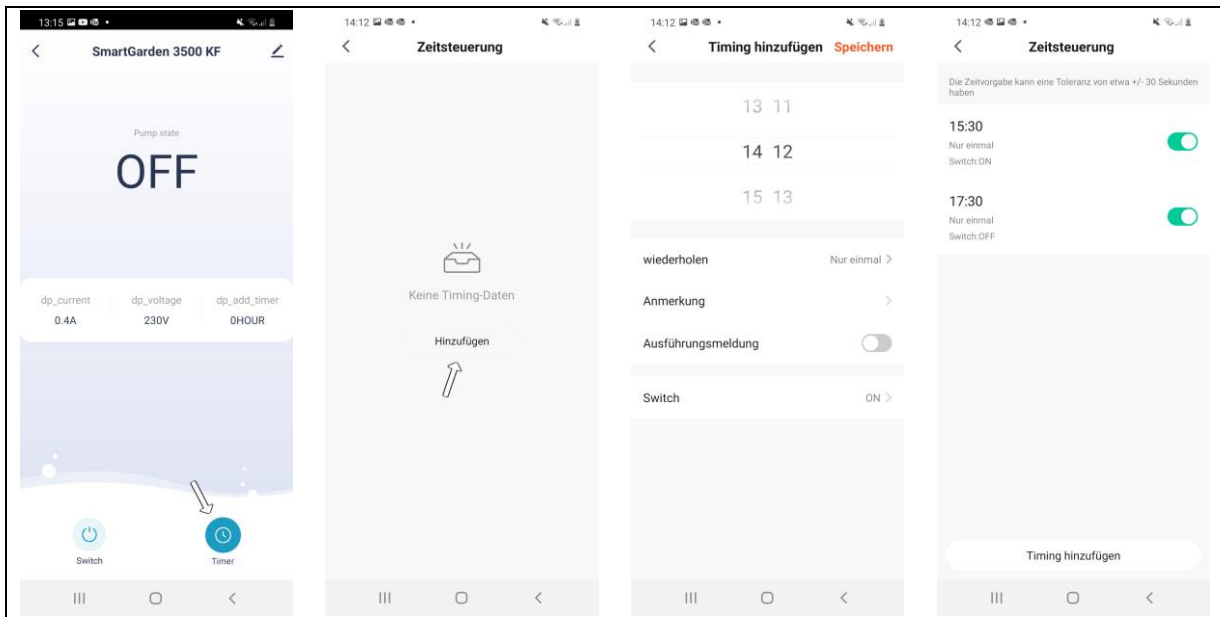 13:15
SmartGarden 3500 KF
Pump state
OFF
dp_current dp_voltage dp_add_timer
0.4A 230V 0HOUR
Switch Timer
14:12
Zeitsteuerung
Keine Timing-Daten
Hinzufügen
14:12
Timing hinzufügen Speichern
13 11
14 12
15 13
wiederholen Nur einmal >
Anmerkung >
Ausführungsmeldung
Switch ON >
14:12
Zeitsteuerung
Die Zeitvorgabe kann eine Toleranz von etwa +/- 30 Sekunden
haben
15:30
Nur einmal
Switch:ON
17:30
Nur einmal
Switch:OFF
Timing hinzufügen